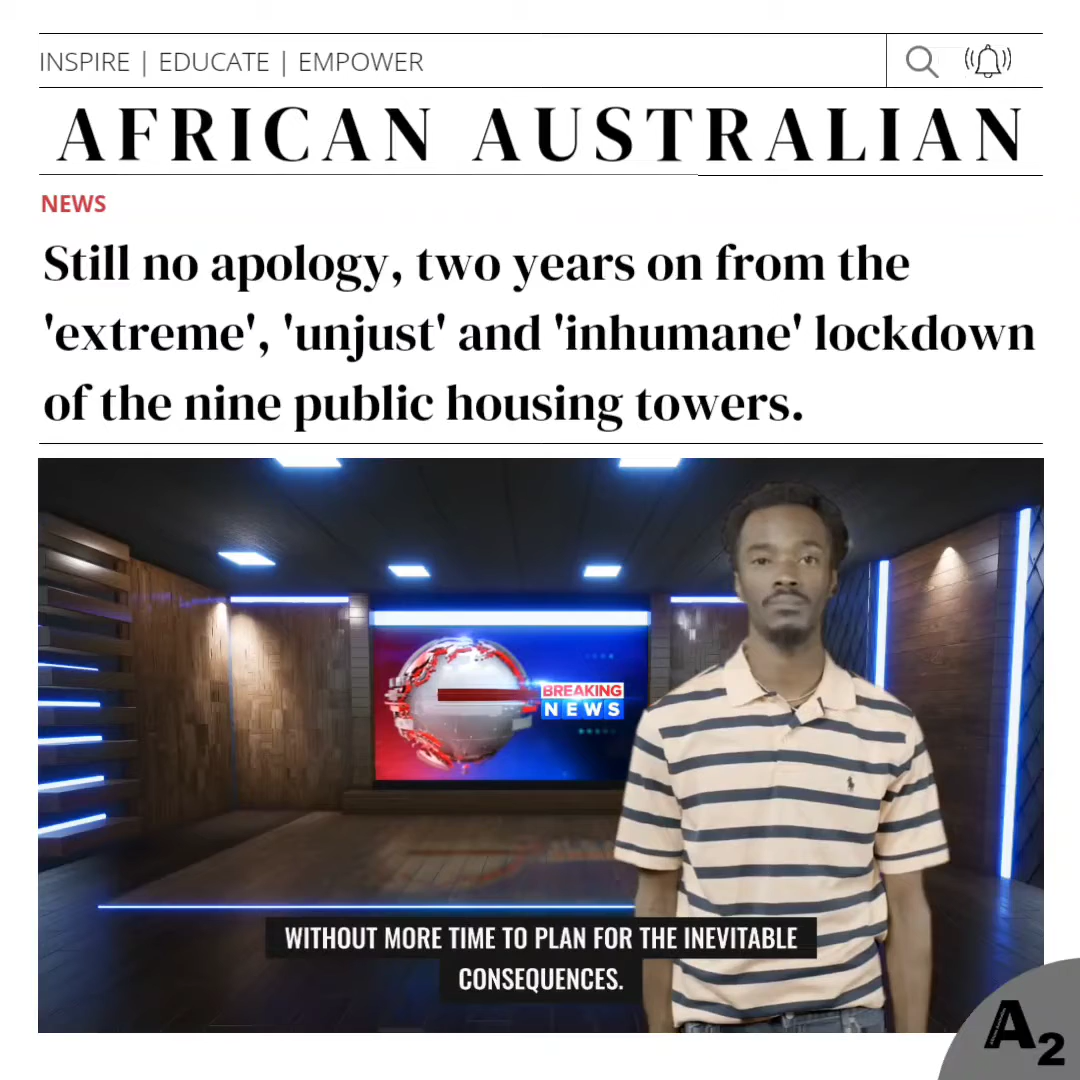 INSPIRE | EDUCATE | EMPOWER
AFRICAN AUSTRALIAN
NEWS
Still no apology, two years on from the
'extreme', 'unjust' and 'inhumane' lockdown
of the nine public housing towers.
BREAKING
NEWS
WITHOUT MORE TIME TO PLAN FOR THE INEVITABLE
CONSEQUENCES.
A2